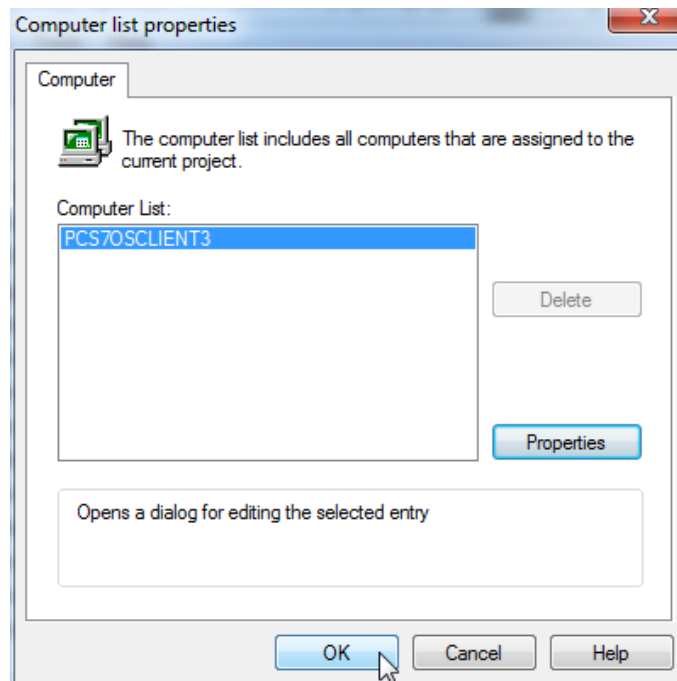 Computer list properties
X
Computer
The computer list includes all computers that are assigned to the
current project.
Computer List:
PCS7OSCLIENT3
Delete
Properties
Opens a dialog for editing the selected entry
OK
Cancel
Help